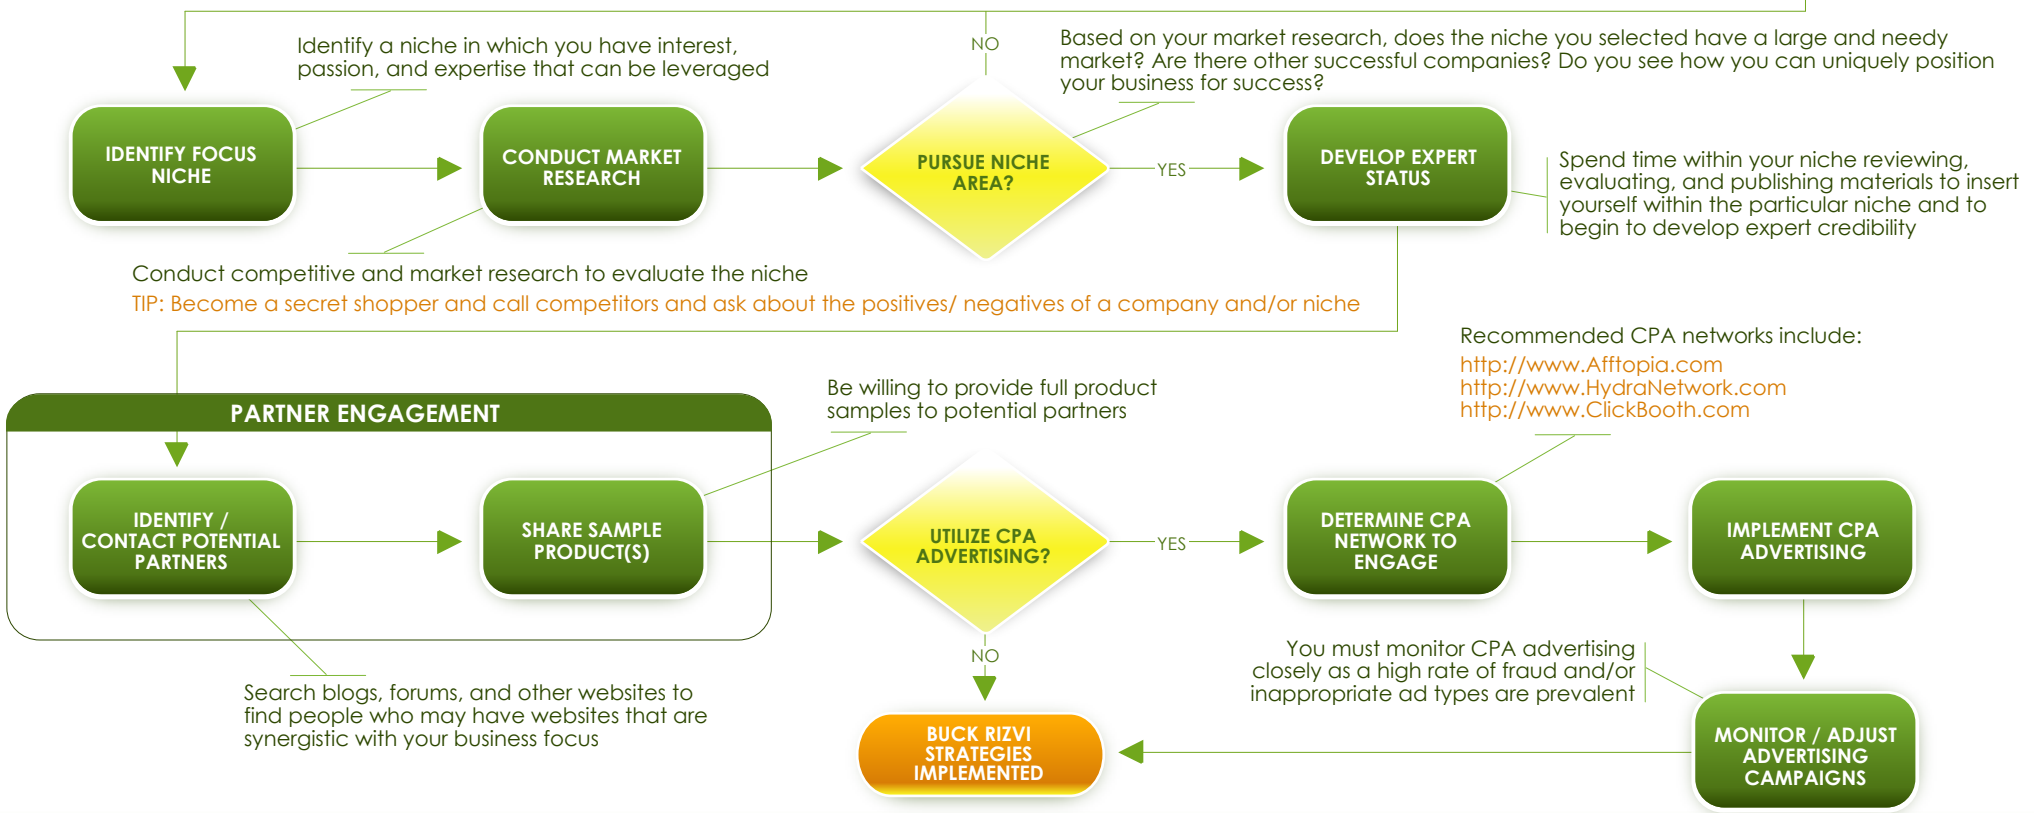 Identify a niche in which you have interest,
passion, and expertise that can be leveraged
NO
Based on your market research, does the niche you selected have a large and needy
market? Are there other successful companies? Do you see how you can uniquely position
your business for success?
IDENTIFY FOCUS
NICHE
CONDUCT MARKET
RESEARCH
PURSUE NICHE
AREA?
YES
DEVELOP EXPERT
STATUS
Spend time within your niche reviewing,
evaluating, and publishing materials to insert
yourself within the particular niche and to
begin to develop expert credibility
Conduct competitive and market research to evaluate the niche
TIP: Become a secret shopper and call competitors and ask about the positives/ negatives of a company and/or niche
Recommended CPA networks include:
http://www.Afftopia.com
http://www.HydraNetwork.com
http://www.ClickBooth.com
Be willing to provide full product
samples to potential partners
PARTNER ENGAGEMENT
IDENTIFY /
CONTACT POTENTIAL
PARTNERS
SHARE SAMPLE
PRODUCT(S)
UTILIZE CPA
ADVERTISING?
YES
DETERMINE CPA
NETWORK TO
ENGAGE
IMPLEMENT CPA
ADVERTISING
NO
You must monitor CPA advertising
closely as a high rate of fraud and/or
inappropriate ad types are prevalent
Search blogs, forums, and other websites to
find people who may have websites that are
synergistic with your business focus
BUCK RIZVI
STRATEGIES
IMPLEMENTED
MONITOR / ADJUST
ADVERTISING
CAMPAIGNS